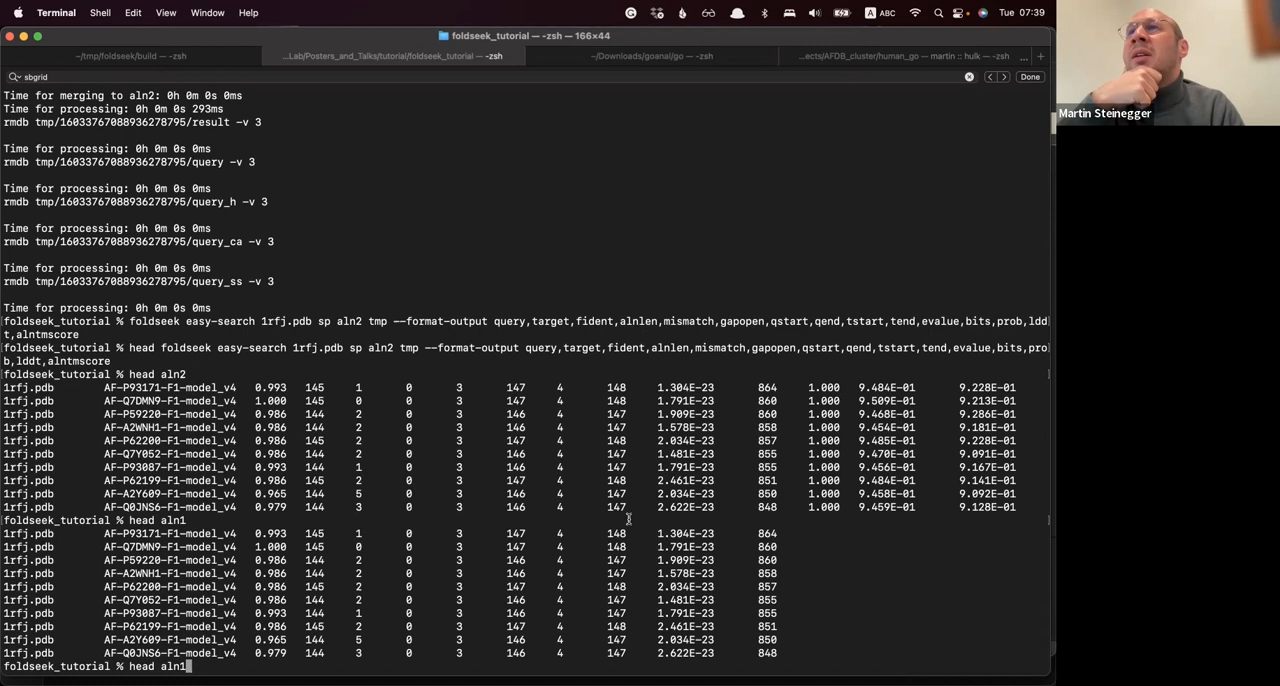 Terminal Shell Edit View Window Help A ABC Tue 07:39
foldseek_tutorial — -zsh — 166×44
~/tmp/foldseek/build — -zsh ...Lab/Posters_and_Talks/tutorial/foldseek_tutorial — -zsh ~/Downloads/goanal/go — -zsh ...ects/AFDB_cluster/human_go — martin :: hulk — -zsh ... +
sbgrid Done
Time for merging to aln2: 0h 0m 0s 0ms
Time for processing: 0h 0m 0s 293ms
rmdb tmp/16033767088936278795/result -v 3
Time for processing: 0h 0m 0s 0ms
rmdb tmp/16033767088936278795/query -v 3
Time for processing: 0h 0m 0s 0ms
rmdb tmp/16033767088936278795/query_h -v 3
Time for processing: 0h 0m 0s 0ms
rmdb tmp/16033767088936278795/query_ca -v 3
Time for processing: 0h 0m 0s 0ms
rmdb tmp/16033767088936278795/query_ss -v 3
Time for processing: 0h 0m 0s 0ms
foldseek_tutorial % foldseek easy-search 1rfj.pdb sp aln2 tmp --format-output query,target,fident,alnlen,mismatch,gapopen,qstart,qend,tstart,tend,evalue,bits,prob,ldd
t,alntmscore
foldseek_tutorial % head foldseek easy-search 1rfj.pdb sp aln2 tmp --format-output query,target,fident,alnlen,mismatch,gapopen,qstart,qend,tstart,tend,evalue,bits,pro
b,lddt,alntmscore
foldseek_tutorial % head aln2
1rfj.pdb AF-P93171-F1-model_v4 0.993 145 1 0 3 147 4 148 1.304E-23 864 1.000 9.484E-01 9.228E-01
1rfj.pdb AF-Q7DMN9-F1-model_v4 1.000 145 0 0 3 147 4 148 1.791E-23 860 1.000 9.509E-01 9.213E-01
1rfj.pdb AF-P59220-F1-model_v4 0.986 144 2 0 3 146 4 147 1.909E-23 860 1.000 9.468E-01 9.286E-01
1rfj.pdb AF-A2WNH1-F1-model_v4 0.986 144 2 0 3 146 4 147 1.578E-23 858 1.000 9.454E-01 9.181E-01
1rfj.pdb AF-P62200-F1-model_v4 0.986 145 2 0 3 147 4 148 2.034E-23 857 1.000 9.485E-01 9.228E-01
1rfj.pdb AF-Q7Y052-F1-model_v4 0.986 144 2 0 3 146 4 147 1.481E-23 855 1.000 9.470E-01 9.091E-01
1rfj.pdb AF-P93087-F1-model_v4 0.993 144 1 0 3 146 4 147 1.791E-23 855 1.000 9.456E-01 9.167E-01
1rfj.pdb AF-P62199-F1-model_v4 0.986 145 2 0 3 147 4 148 2.461E-23 851 1.000 9.484E-01 9.141E-01
1rfj.pdb AF-A2Y609-F1-model_v4 0.965 144 5 0 3 146 4 147 2.034E-23 850 1.000 9.458E-01 9.092E-01
1rfj.pdb AF-Q0JNS6-F1-model_v4 0.979 144 3 0 3 146 4 147 2.622E-23 848 1.000 9.459E-01 9.128E-01
foldseek_tutorial % head aln1
1rfj.pdb AF-P93171-F1-model_v4 0.993 145 1 0 3 147 4 148 1.304E-23 864
1rfj.pdb AF-Q7DMN9-F1-model_v4 1.000 145 0 0 3 147 4 148 1.791E-23 860
1rfj.pdb AF-P59220-F1-model_v4 0.986 144 2 0 3 146 4 147 1.909E-23 860
1rfj.pdb AF-A2WNH1-F1-model_v4 0.986 144 2 0 3 146 4 147 1.578E-23 858
1rfj.pdb AF-P62200-F1-model_v4 0.986 145 2 0 3 147 4 148 2.034E-23 857
1rfj.pdb AF-Q7Y052-F1-model_v4 0.986 144 2 0 3 146 4 147 1.481E-23 855
1rfj.pdb AF-P93087-F1-model_v4 0.993 144 1 0 3 146 4 147 1.791E-23 855
1rfj.pdb AF-P62199-F1-model_v4 0.986 145 2 0 3 147 4 148 2.461E-23 851
1rfj.pdb AF-A2Y609-F1-model_v4 0.965 144 5 0 3 146 4 147 2.034E-23 850
1rfj.pdb AF-Q0JNS6-F1-model_v4 0.979 144 3 0 3 146 4 147 2.622E-23 848
foldseek_tutorial % head aln1
Martin Steinegger